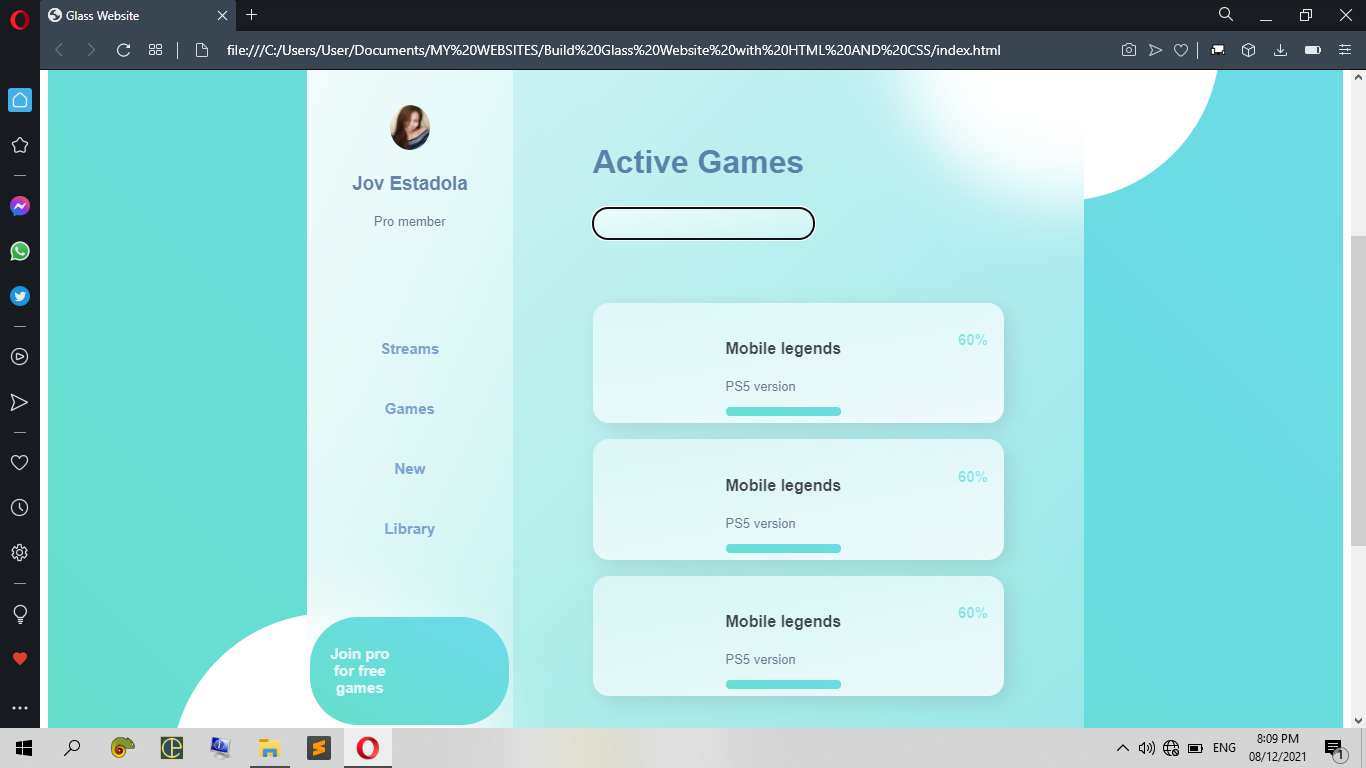 Glass Website
file:///C:/Users/User/Documents/MY%20WEBSITES/Build%20Glass%20Website%20with%20HTML%20AND%20CSS/index.html
Jov Estadola
Pro member
Streams
Games
New
Library
Join pro
for free
games
Active Games
Mobile legends
60%
PS5 version
Mobile legends
60%
PS5 version
Mobile legends
60%
PS5 version
ENG
8:09 PM
08/12/2021
1